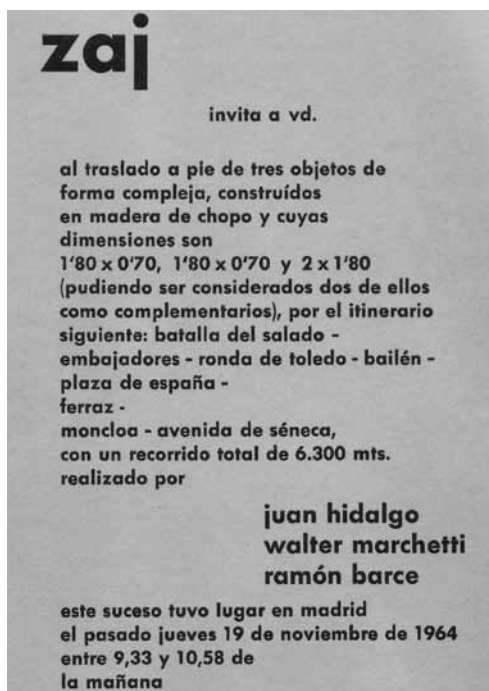 zaj
invita a vd.
al traslado a pie de tres objetos de
forma compleja, construídos
en madera de chopo y cuyas
dimensiones son
1'80 x 0'70, 1'80 x 0'70 y 2 x 1'80
(pudiendo ser considerados dos de ellos
como complementarios), por el itinerario
siguiente: batalla del salado -
embajadores - ronda de toledo - bailén -
plaza de españa -
ferraz -
moncloa - avenida de séneca,
con un recorrido total de 6.300 mts.
realizado por
juan hidalgo
walter marchetti
ramón barce
este suceso tuvo lugar en madrid
el pasado jueves 19 de noviembre de 1964
entre 9,33 y 10,58 de
la mañana